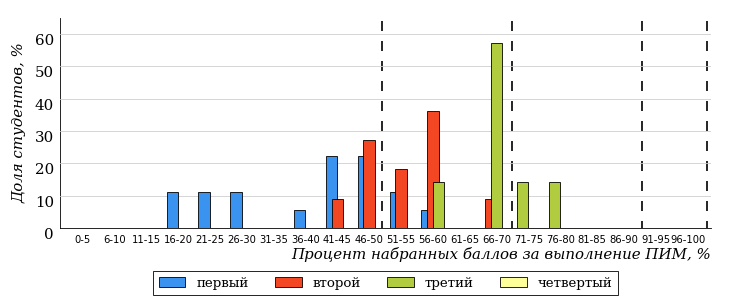 Доля студентов, %
60
50
40
30
20
10
0
0-5 6-10 11-15 16-20 21-25 26-30 31-35 36-40 41-45 46-50 51-55 56-60 61-65 66-70 71-75 76-80 81-85 86-90 91-95 96-100
Процент набранных баллов за выполнение ПИМ, %
первый второй третий четвертый